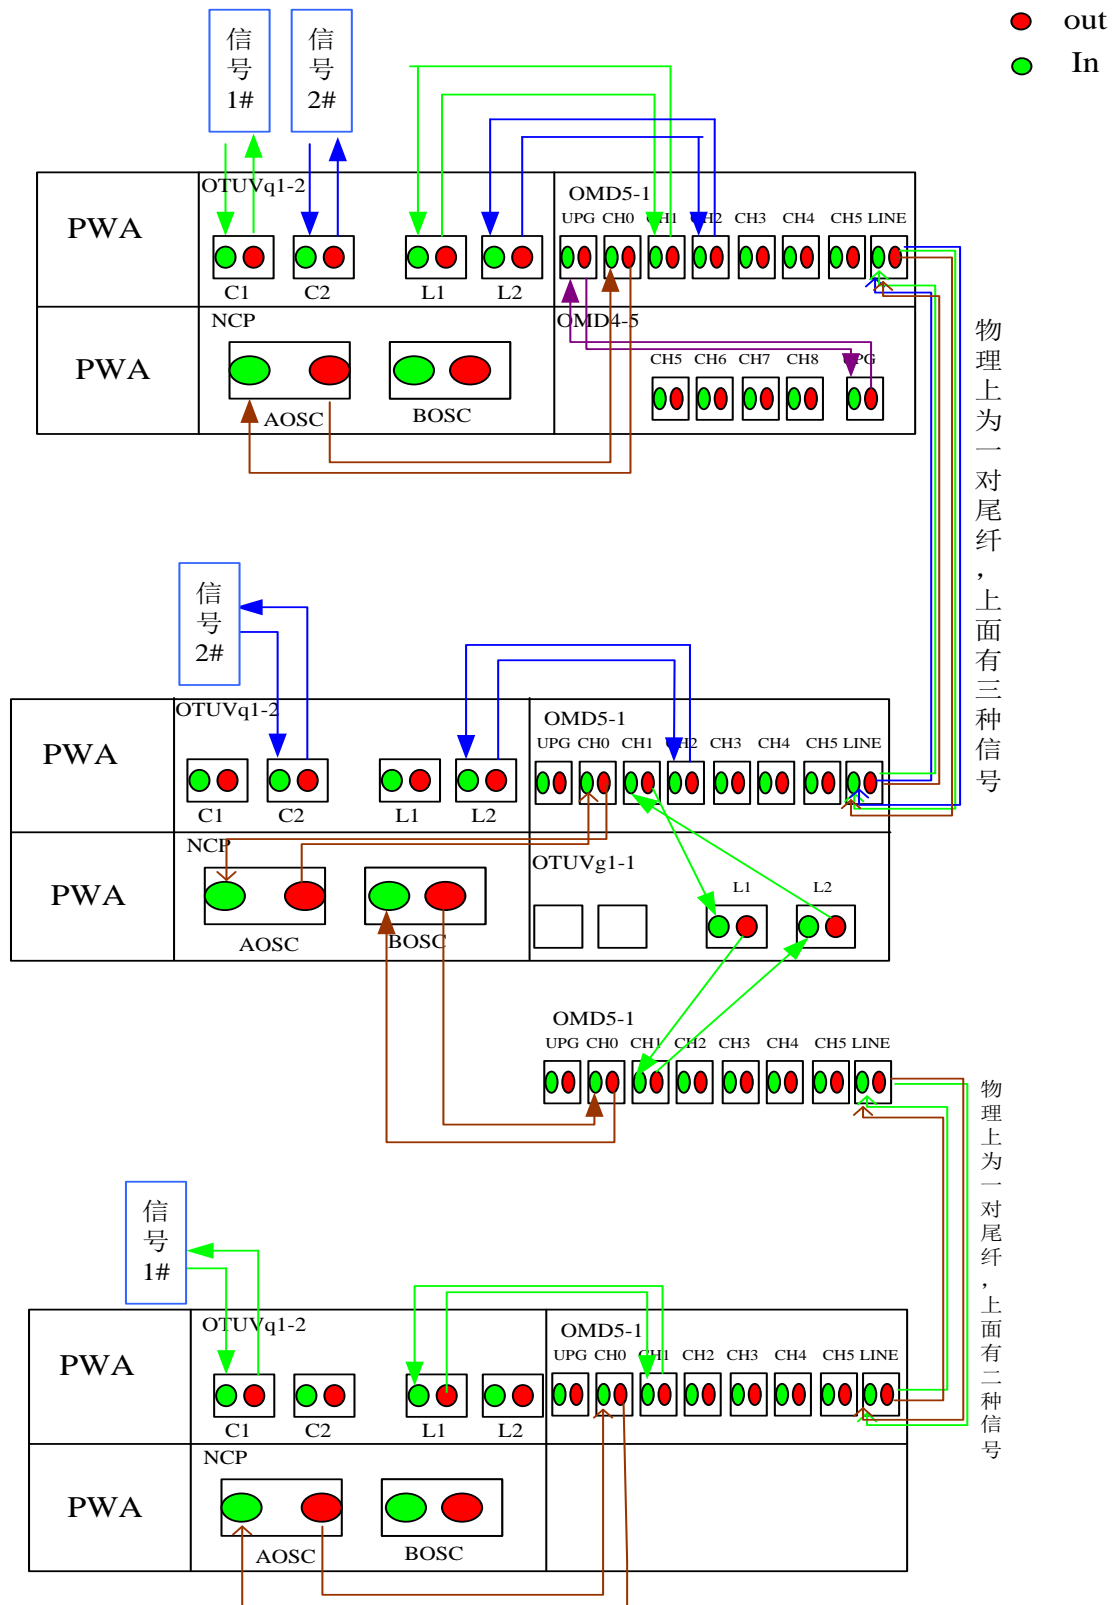 out
In
信号1#
信号2#
PWA
OTUVq1-2
C1
C2
L1
L2
OMD5-1
UPG
CH0
CH1
CH2
CH3
CH4
CH5
LINE
PWA
NCP
AOSC
BOSC
OMD4-5
CH5
CH6
CH7
CH8
UPG
物理上为一对尾纤，上面有三种信号
信号2#
PWA
OTUVq1-2
C1
C2
L1
L2
OMD5-1
UPG
CH0
CH1
CH2
CH3
CH4
CH5
LINE
PWA
NCP
AOSC
BOSC
OTUVg1-1
L1
L2
OMD5-1
UPG
CH0
CH1
CH2
CH3
CH4
CH5
LINE
物理上为一对尾纤，上面有二种信号
信号1#
PWA
OTUVq1-2
C1
C2
L1
L2
OMD5-1
UPG
CH0
CH1
CH2
CH3
CH4
CH5
LINE
PWA
NCP
AOSC
BOSC